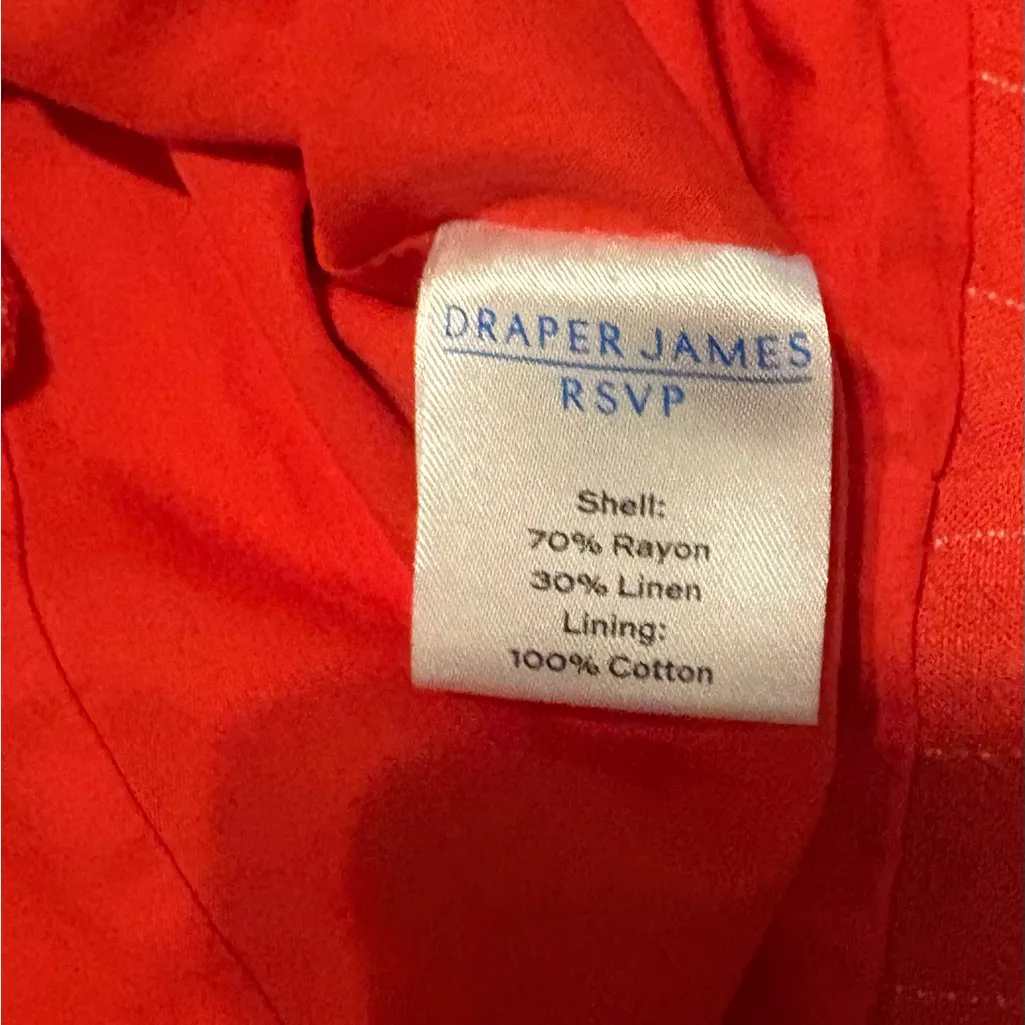 DRAPER JAMES
RSVP
Shell:
70% Rayon
30% Linen
Lining:
100% Cotton